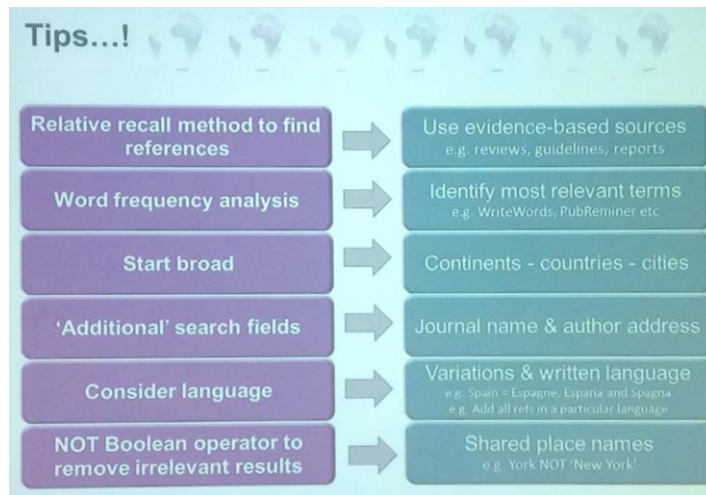 Tips...!
Relative recall method to find
references
Use evidence-based sources
e.g. reviews, guidelines, reports
Word frequency analysis
Identify most relevant terms
e.g. WriteWords, PubReminer etc
Start broad
Continents - countries - cities
'Additional' search fields
Journal name & author address
Consider language
Variations & written language
e.g. Spain = Espagne, Espana and Spagna
e.g. Add all refs in a particular language
NOT Boolean operator to
remove irrelevant results
Shared place names
e.g. York NOT 'New York'